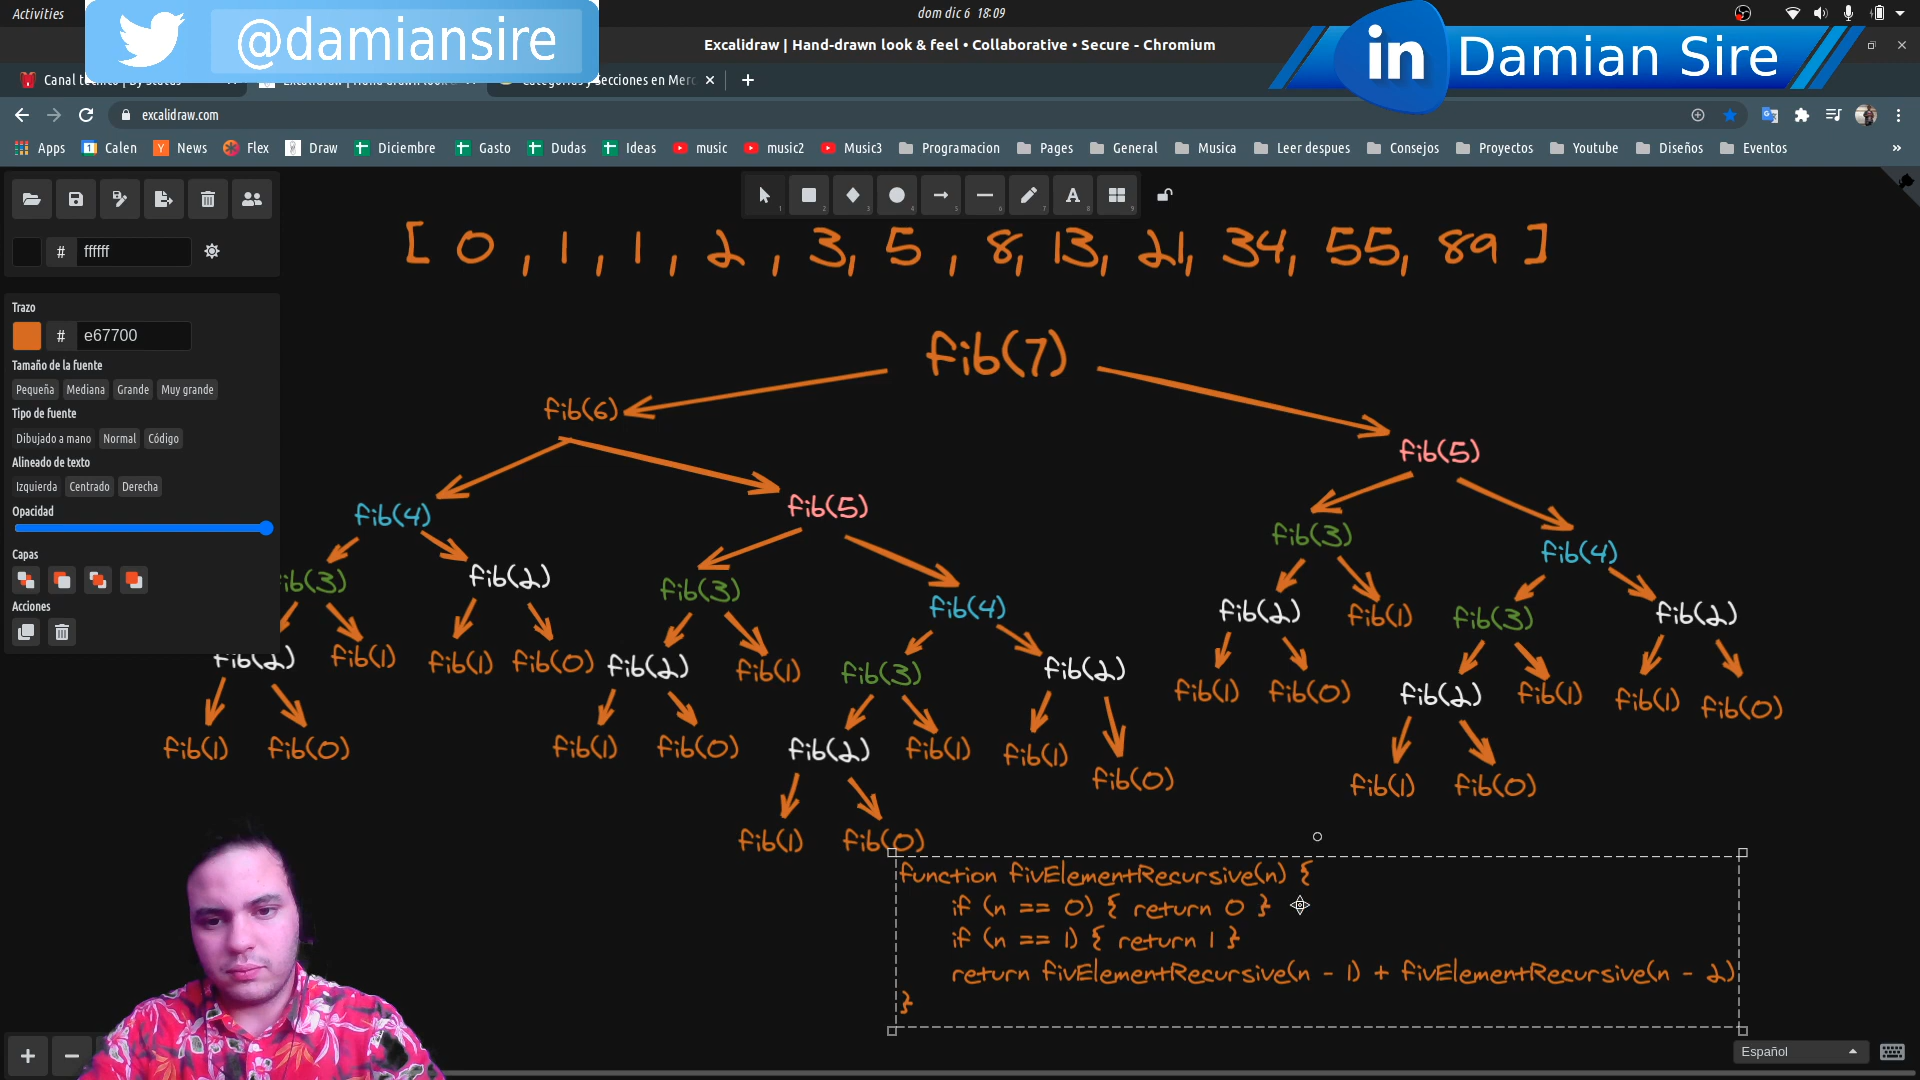 Activities
dom dic 6 18:09
@damiansire
Excalidraw | Hand-drawn look & feel • Collaborative • Secure - Chromium
in Damian Sire
excalidraw.com
Apps Calen News Flex Draw Diciembre Gasto Dudas Ideas music music2 Music3 Programacion Pages General Musica Leer despues Consejos Proyectos Youtube Diseños Eventos »
# ffffff
[ 0 , 1 , 1 , 2 , 3, 5 , 8, 13, 21, 34, 55, 89 ]
Trazo
# e67700
Tamaño de la fuente
Pequeña Mediana Grande Muy grande
Tipo de fuente
Dibujado a mano Normal Código
Alineado de texto
Izquierda Centrado Derecha
Opacidad
Capas
Acciones
fib(7)
fib(6)
fib(5)
fib(4) fib(5)
fib(3) fib(4)
ib(3) fib(2) fib(3) fib(4)
fib(2) fib(1) fib(3) fib(2)
fib(2) fib(1) fib(1) fib(0) fib(2) fib(1) fib(3) fib(2)
fib(1) fib(0) fib(2) fib(1) fib(1) fib(0)
fib(1) fib(0) fib(1) fib(0) fib(2) fib(1) fib(1) fib(0)
fib(1) fib(0)
fib(1) fib(0)
function fivElementRecursive(n) {
if (n == 0) { return 0 }
if (n == 1) { return 1 }
return fivElementRecursive(n - 1) + fivElementRecursive(n - 2)
}
Español